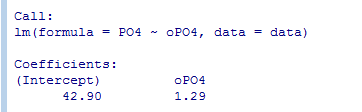 Call:
lm(formula = PO4 ~ oPO4, data = data)
Coefficients:
(Intercept)         oPO4
      42.90         1.29